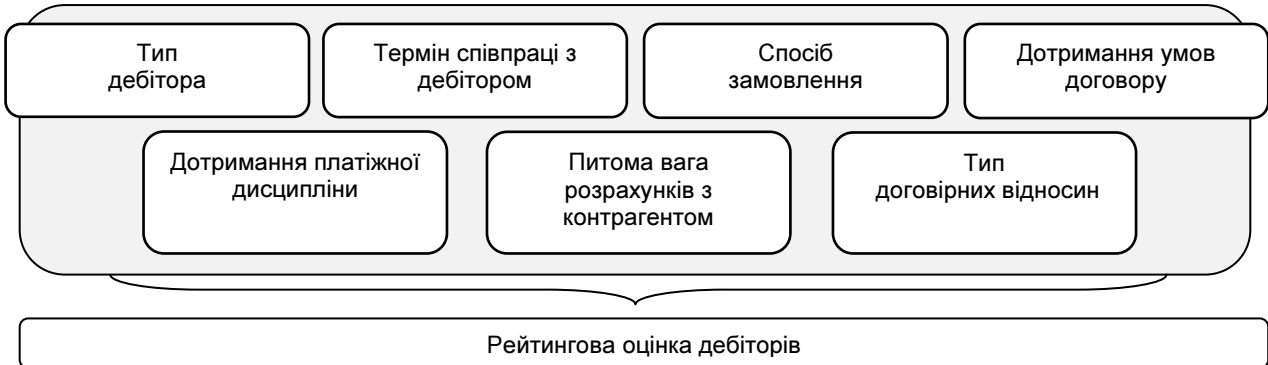 Тип
дебітора
Термін співпраці з
дебітором
Спосіб
замовлення
Дотримання умов
договору
Дотримання платіжної
дисципліни
Питома вага
розрахунків з
контрагентом
Тип
договірних відносин
Рейтингова оцінка дебіторів